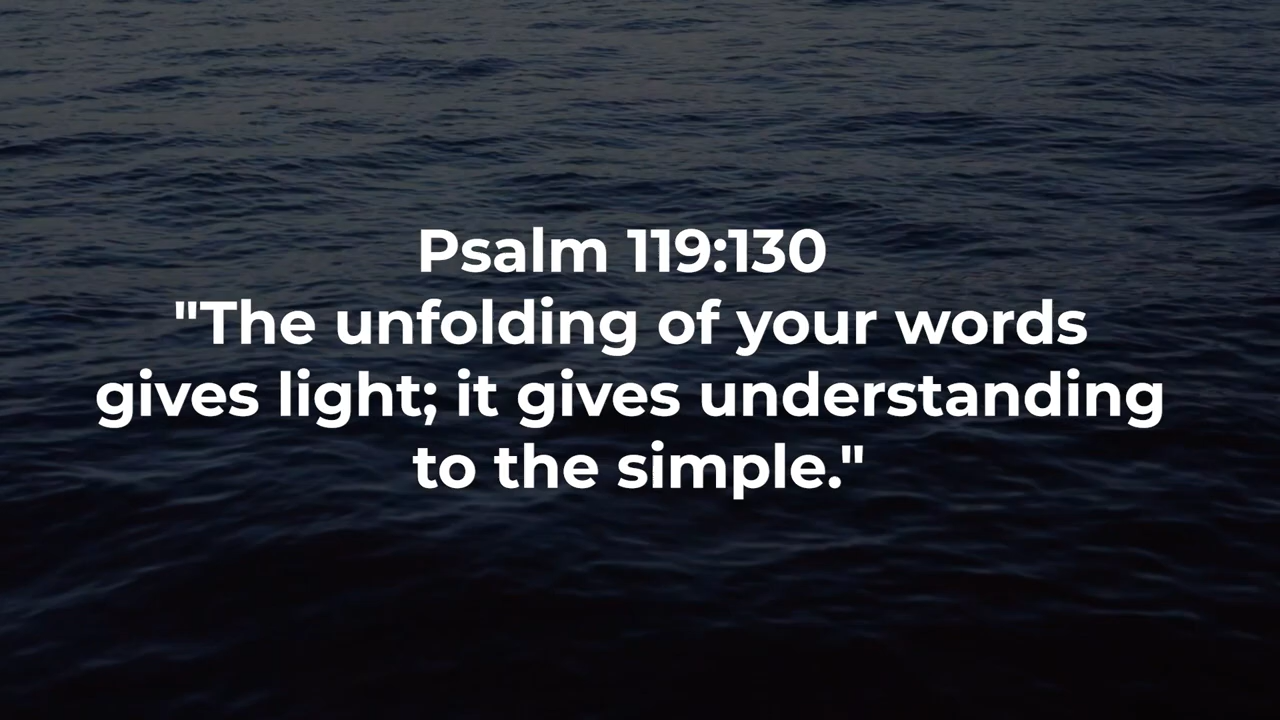 Psalm 119:130
"The unfolding of your words
gives light; it gives understanding
to the simple."